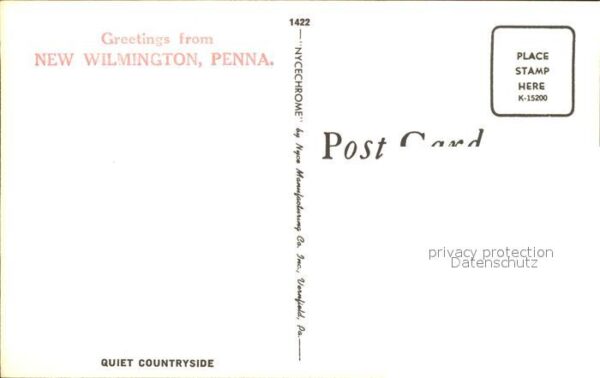 Greetings from
NEW WILMINGTON, PENNA.
QUIET COUNTRYSIDE
1422
"NYCECHROME" by Nyce Manufacturing Co. Inc., Vernfield, Pa.
Post Card
PLACE
STAMP
HERE
K-15200
privacy protection
Datenschutz